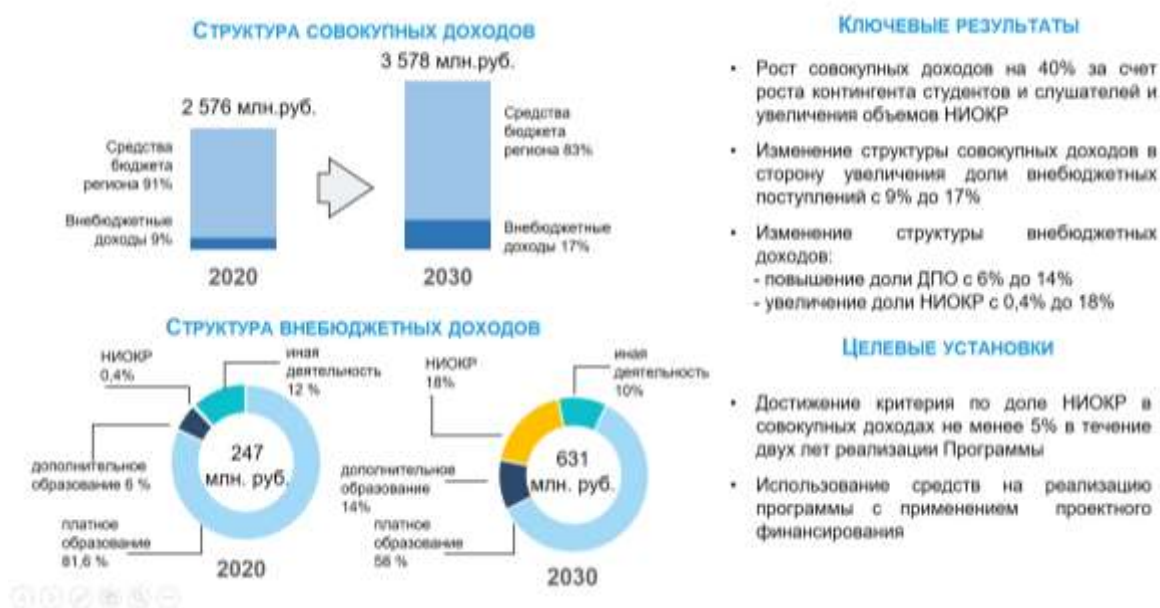 СТРУКТУРА СОВОКУПНЫХ ДОХОДОВ
3 578 млн.руб.
2 576 млн.руб.
Средства
бюджета
региона 91%
Внебюджетные
доходы 9%
Средства
бюджета
региона 83%
Внебюджетные
доходы 17%
2020
2030
СТРУКТУРА ВНЕБЮДЖЕТНЫХ ДОХОДОВ
НИОКР
0,4%
иная
деятельность
12 %
дополнительное
образование 6 %
платное
образование
81,6 %
247
млн. руб.
2020
НИОКР
18%
иная
деятельность
10%
дополнительное
образование
14%
платное
образование
58 %
631
млн. руб.
2030
КЛЮЧЕВЫЕ РЕЗУЛЬТАТЫ
• Рост совокупных доходов на 40% за счет
роста контингента студентов и слушателей и
увеличения объемов НИОКР
• Изменение структуры совокупных доходов в
сторону увеличения доли внебюджетных
поступлений с 9% до 17%
• Изменение структуры внебюджетных
доходов:
- повышение доли ДПО с 6% до 14%
- увеличение доли НИОКР с 0,4% до 18%
ЦЕЛЕВЫЕ УСТАНОВКИ
• Достижение критерия по доле НИОКР в
совокупных доходах не менее 5% в течение
двух лет реализации Программы
• Использование средств на реализацию
программы с применением проектного
финансирования